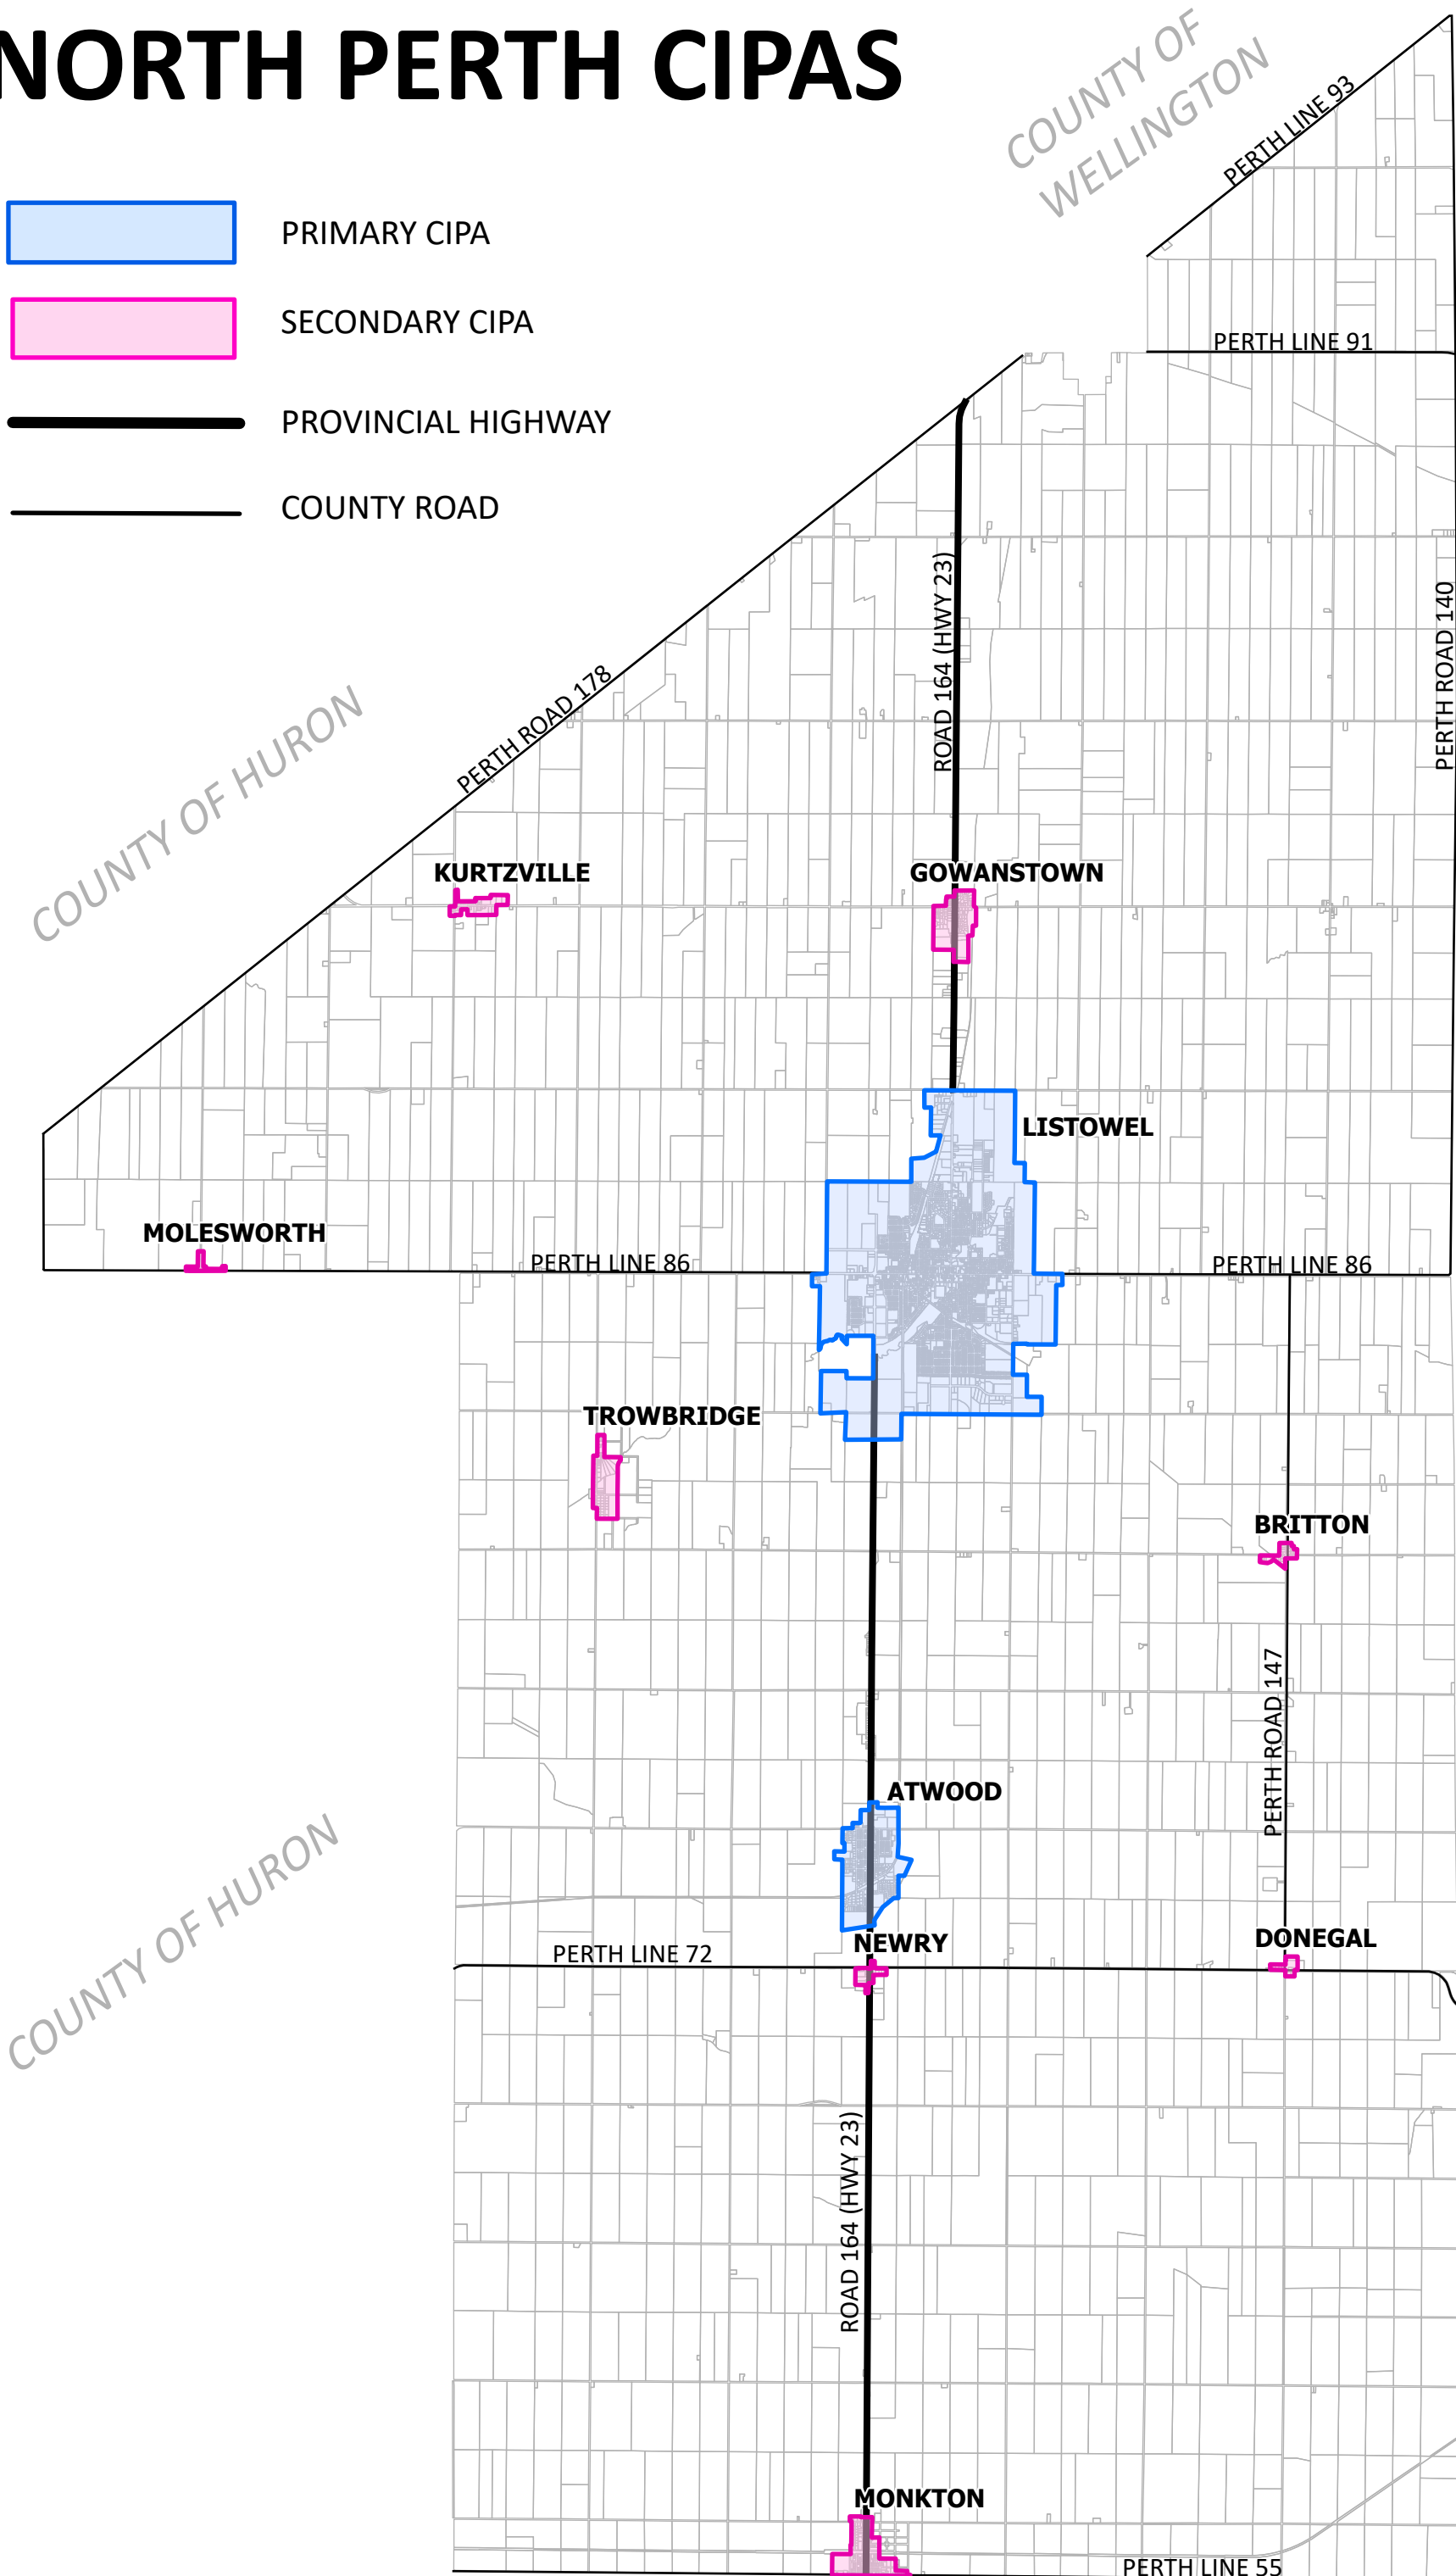 NORTH PERTH CIPAS
COUNTY OF
WELLINGTON
PERTH LINE 93
PRIMARY CIPA
SECONDARY CIPA
PERTH LINE 91
PROVINCIAL HIGHWAY
COUNTY ROAD
ROAD 164 (HWY 23)
PERTH ROAD 140
PERTH ROAD 178
COUNTY OF HURON
KURTZVILLE
GOWANSTOWN
LISTOWEL
MOLESWORTH
PERTH LINE 86
PERTH LINE 86
TROWBRIDGE
BRITTON
PERTH ROAD 147
ATWOOD
COUNTY OF HURON
NEWRY
DONEGAL
PERTH LINE 72
ROAD 164 (HWY 23)
MONKTON
PERTH LINE 55